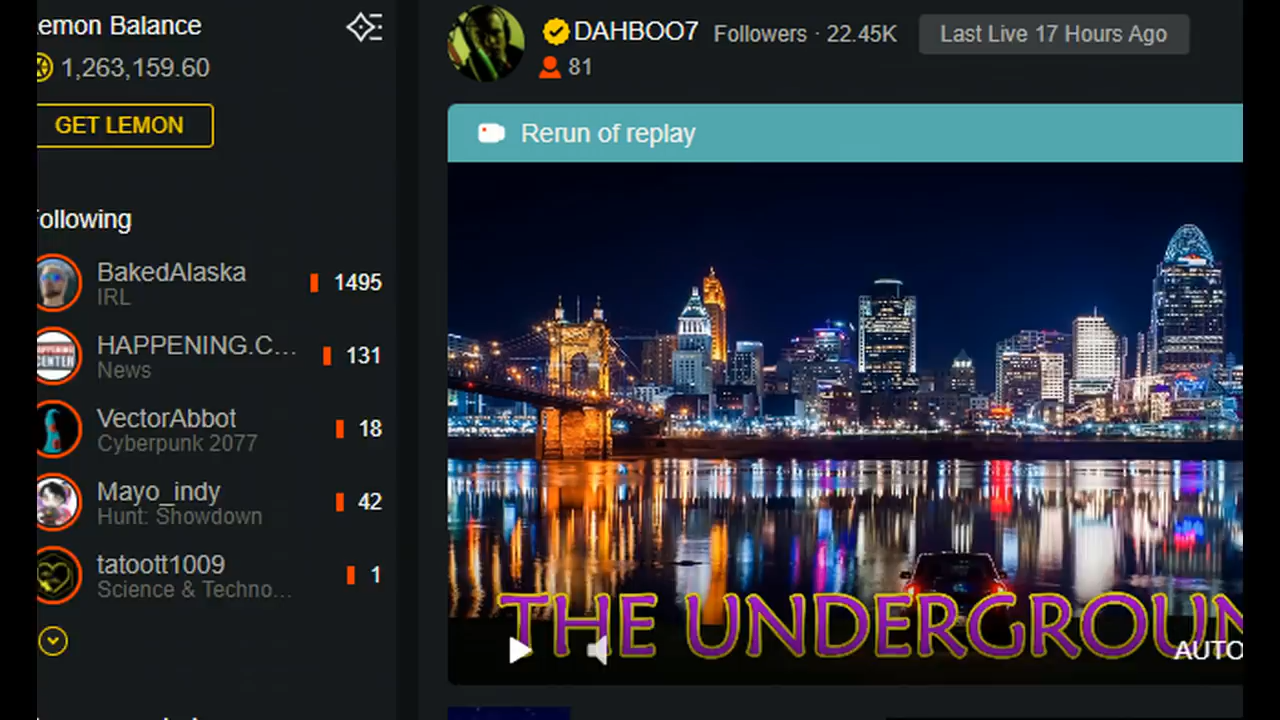 emon Balance
1,263,159.60
GET LEMON
ollowing
BakedAlaska
IRL
1495
HAPPENING.C...
News
131
VectorAbbot
Cyberpunk 2077
18
Mayo_indy
Hunt: Showdown
42
tatoott1009
Science & Techno...
1
DAHBOO7 Followers · 22.45K Last Live 17 Hours Ago
81
Rerun of replay
THE UNDERGROUN
AUTO